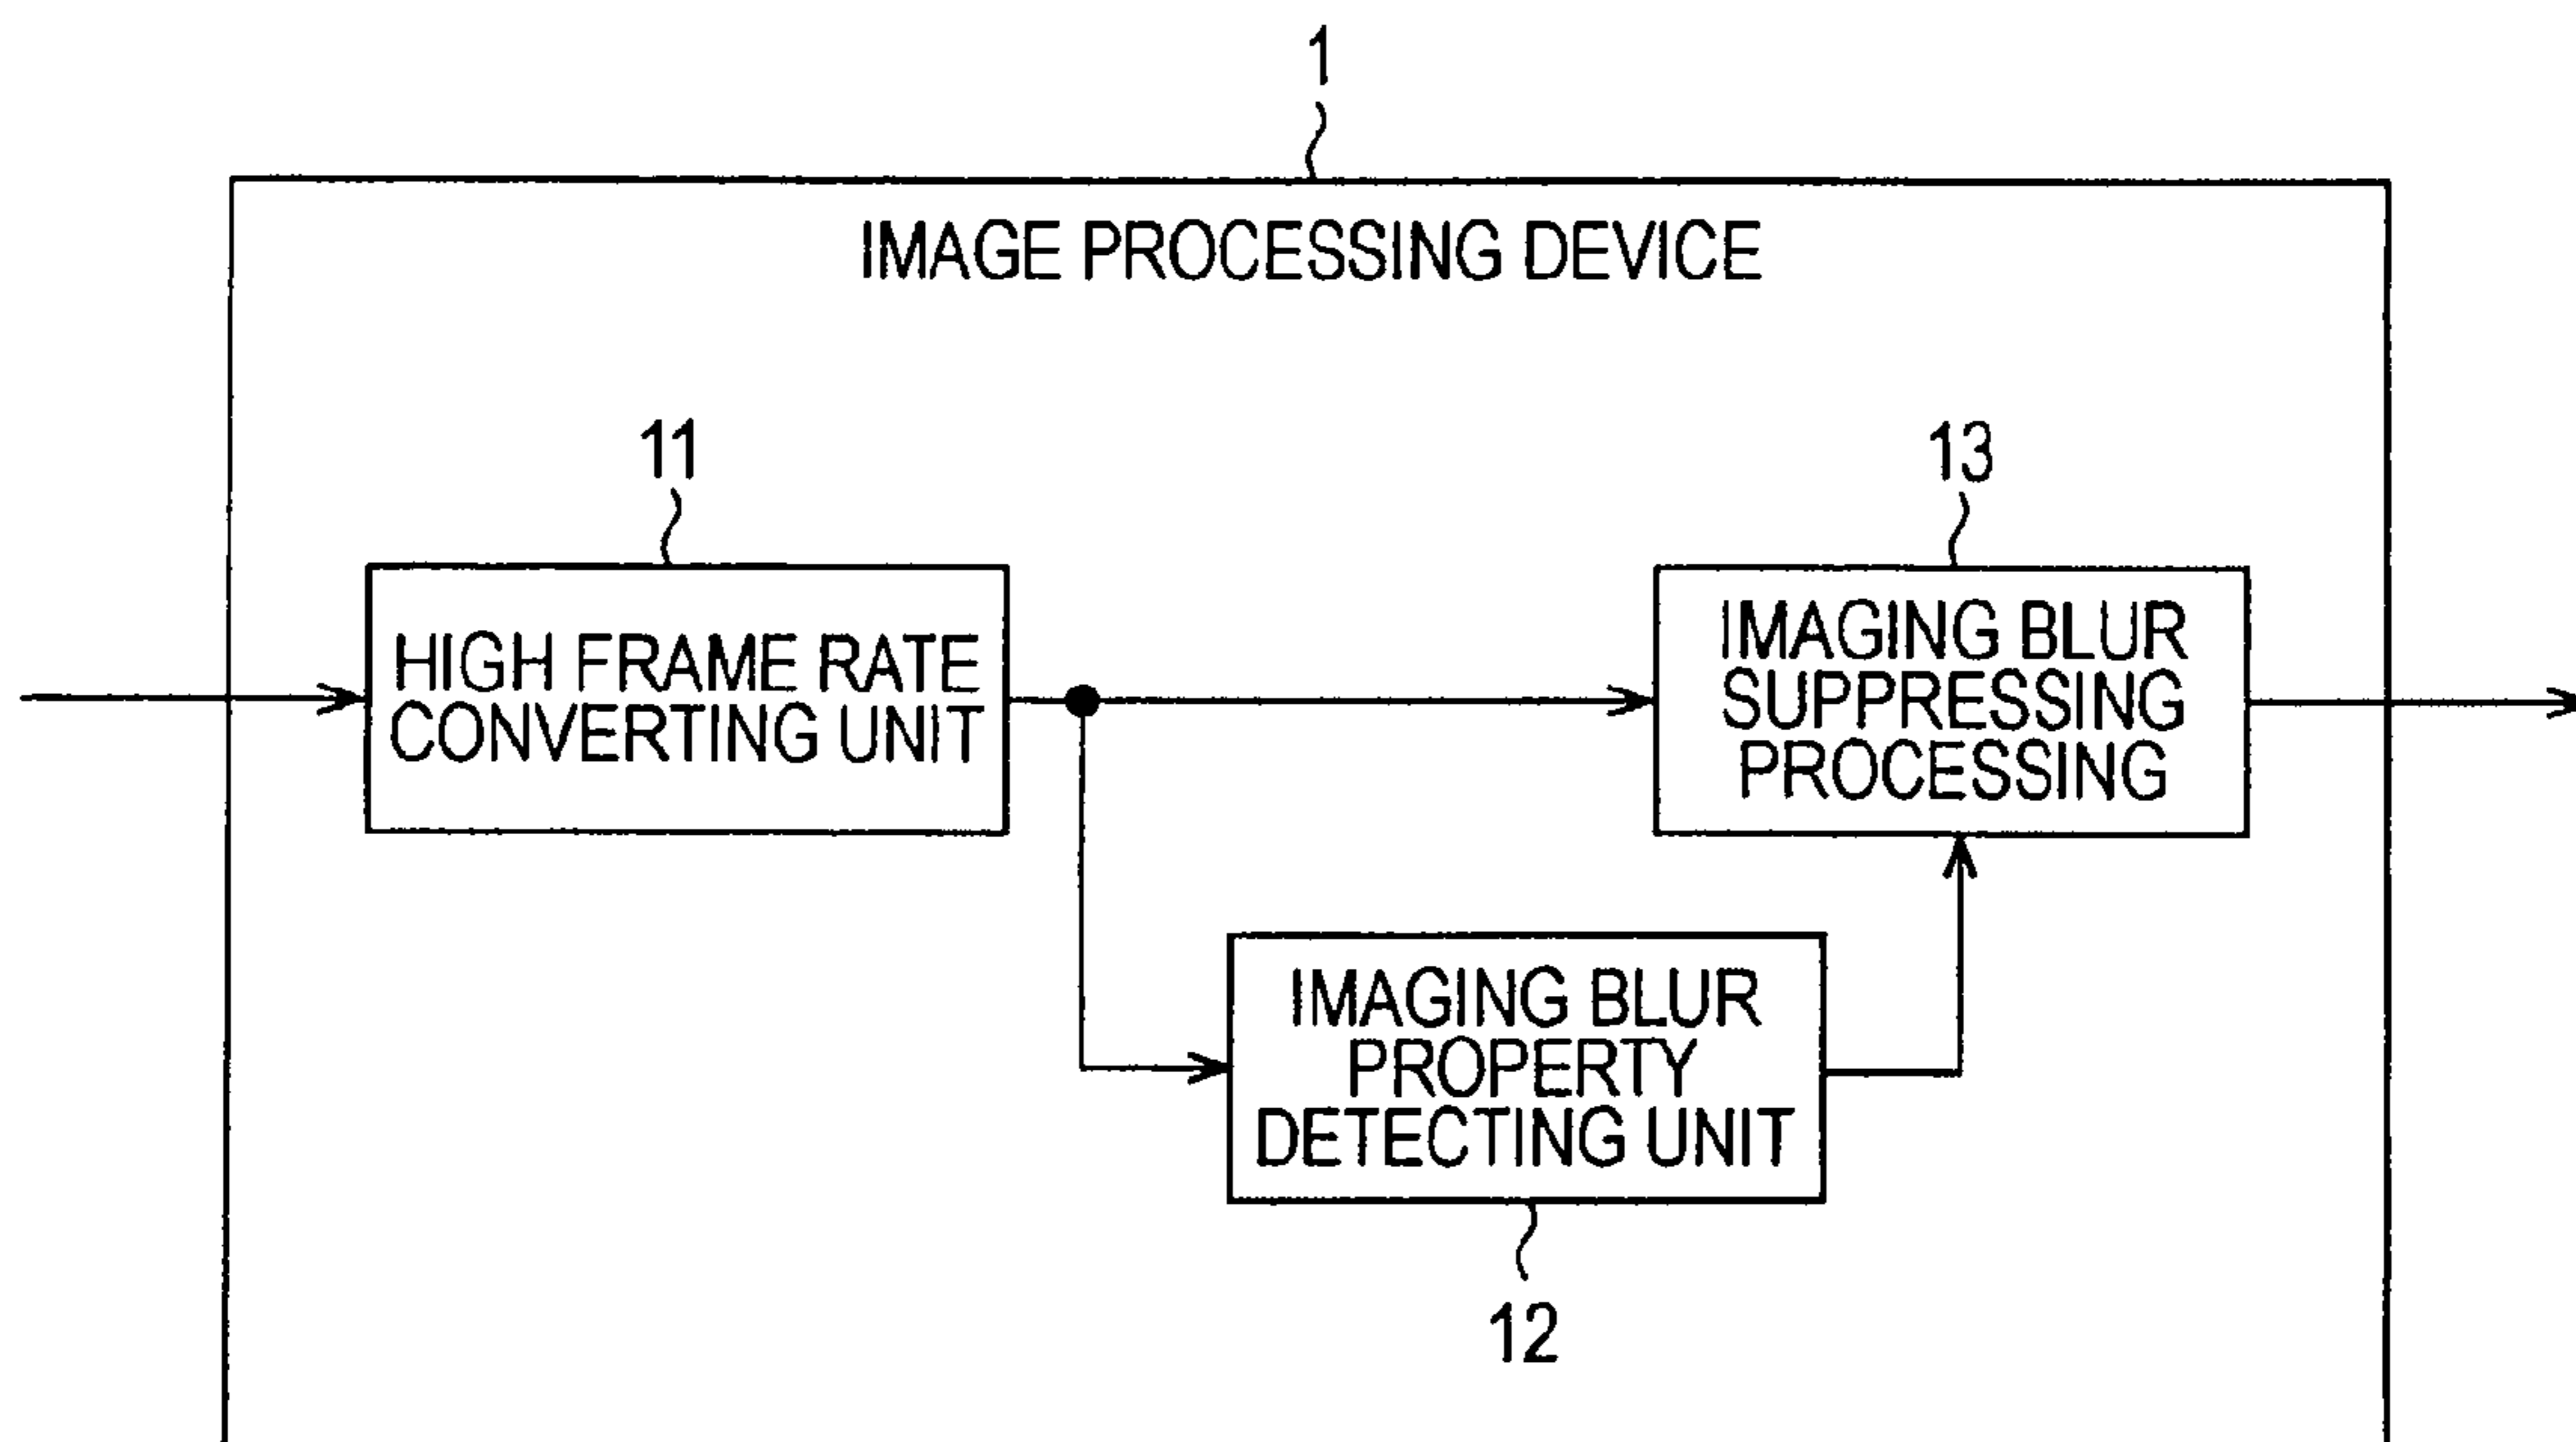 1
IMAGE PROCESSING DEVICE
11
HIGH FRAME RATE
CONVERTING UNIT
13
IMAGING BLUR
SUPPRESSING
PROCESSING
IMAGING BLUR
PROPERTY
DETECTING UNIT
12